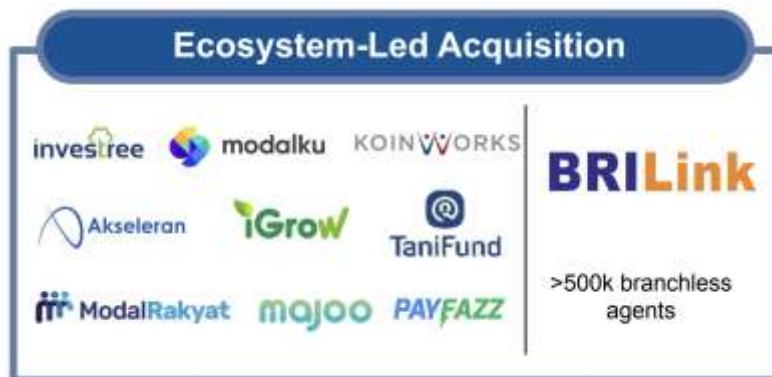 Ecosystem-Led Acquisition
investree
modalku
KOINWORKS
Akseleran
iGrow
TaniFund
ModalRakyat
majoo
PAYFAZZ
BRILink
>500k branchless
agents